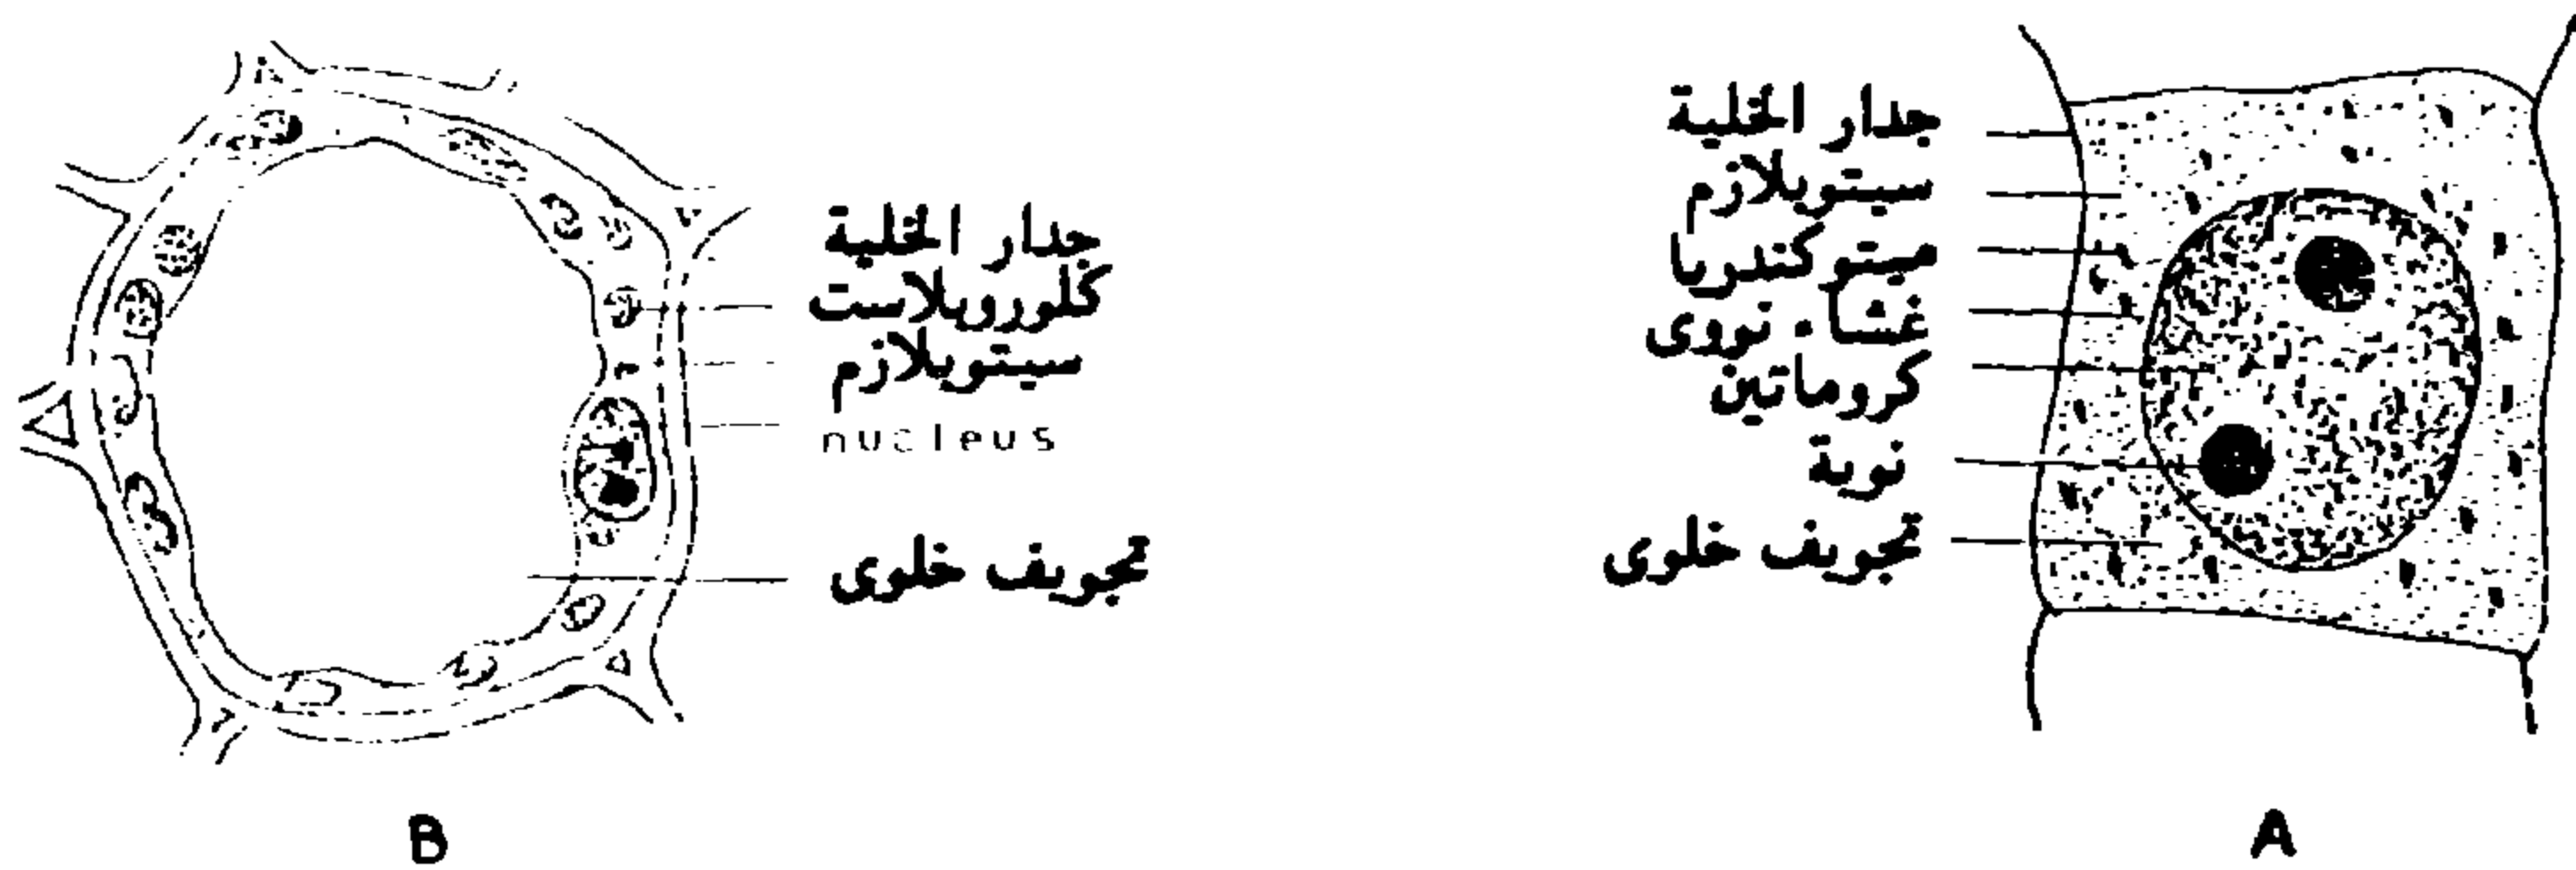 جدار الخلية
سيتوبلازم
ميتوكندريا
غشاء نووى
كروماتين
نوية
تجويف خلوى
A
جدار الخلية
كلوروبلاست
سيتوبلازم
nucleus
تجويف خلوى
B